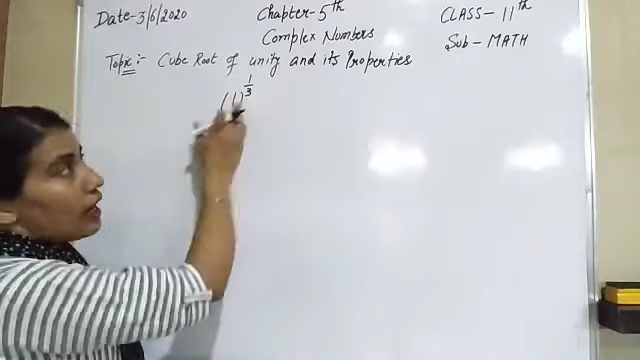 Date-3/6/2020 Chapter-5th CLASS-11th
Complex Numbers Sub-MATH
Topic:- Cube Root of unity and its Properties
(1)^1/3